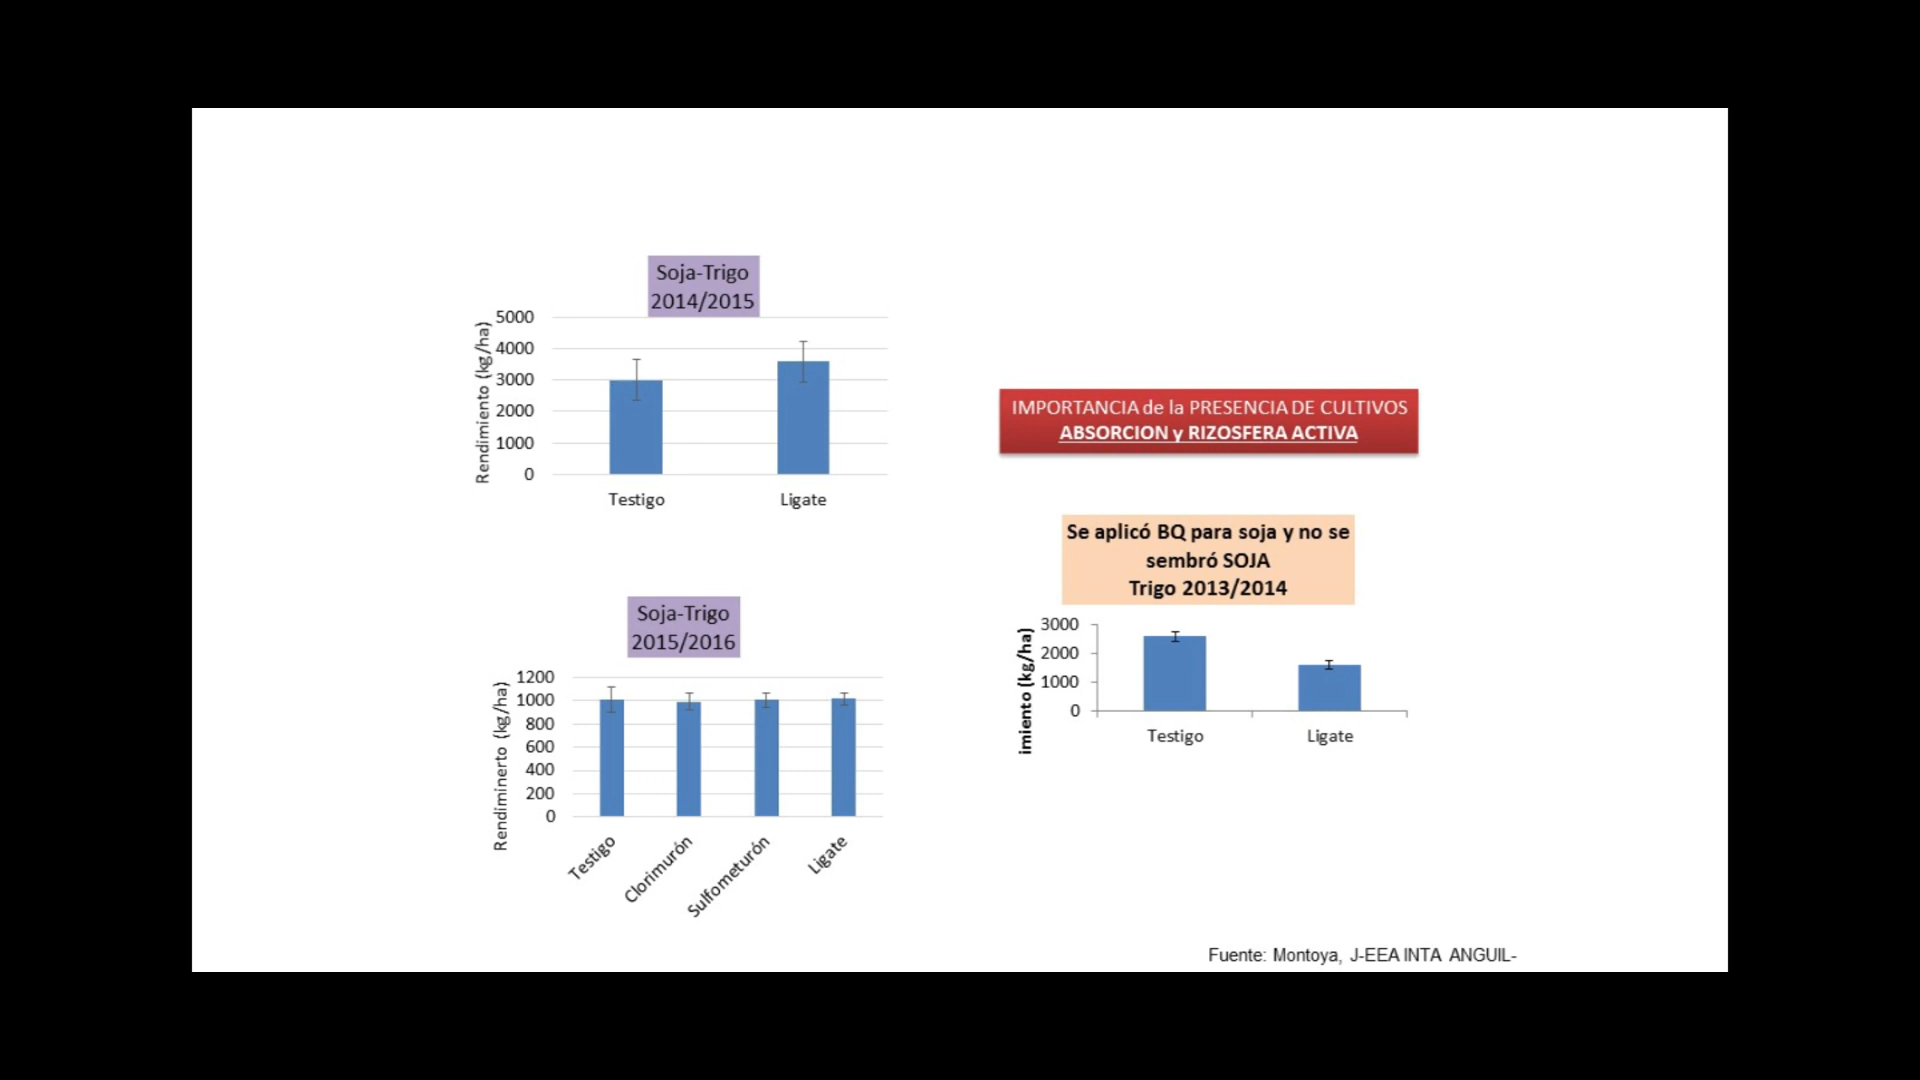 Soja-Trigo
2014/2015
Rendimiento (kg/ha)
5000
4000
3000
2000
1000
0
Testigo
Ligate
IMPORTANCIA de la PRESENCIA DE CULTIVOS
ABSORCION y RIZOSFERA ACTIVA
Se aplicó BQ para soja y no se
sembró SOJA
Trigo 2013/2014
imiento (kg/ha)
3000
2000
1000
0
Testigo
Ligate
Soja-Trigo
2015/2016
Rendiminerto (kg/ha)
1200
1000
800
600
400
200
0
Testigo
Clorimurón
Sulfometurón
Ligate
Fuente: Montoya, J-EEA INTA ANGUIL-